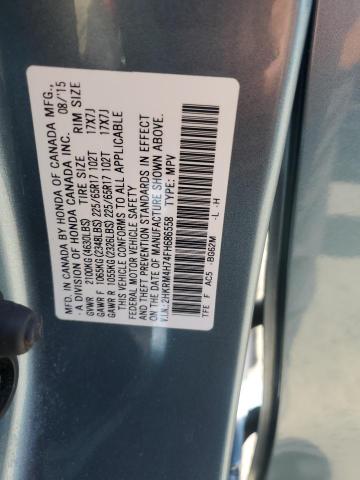 MFD. IN CANADA BY HONDA OF CANADA MFG.,
- A DIVISION OF HONDA CANADA INC. 08/'15
TIRE SIZE RIM SIZE
GVWR 2100KG(4630LBS)
GAWR F 1065KG(2348LBS) 225/65R17 102T 17X7J
GAWR R 1055KG(2326LBS) 225/65R17 102T 17X7J
THIS VEHICLE CONFORMS TO ALL APPLICABLE
FEDERAL MOTOR VEHICLE SAFETY
AND THEFT PREVENTION STANDARDS IN EFFECT
ON THE DATE OF MANUFACTURE SHOWN ABOVE.
V.I.N.: 2HKRM4H74FH686558 TYPE: MPV
TFE F AC5 -BG62M -L -H